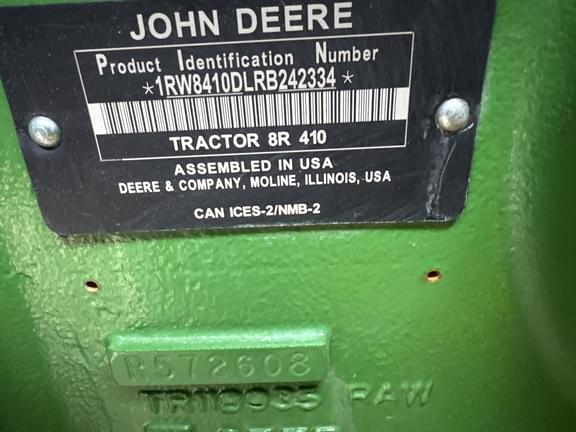 JOHN DEERE
Product Identification Number
*1RW8410DLRB242334*
TRACTOR 8R 410
ASSEMBLED IN USA
DEERE & COMPANY, MOLINE, ILLINOIS, USA
CAN ICES-2/NMB-2
R572608
RAW